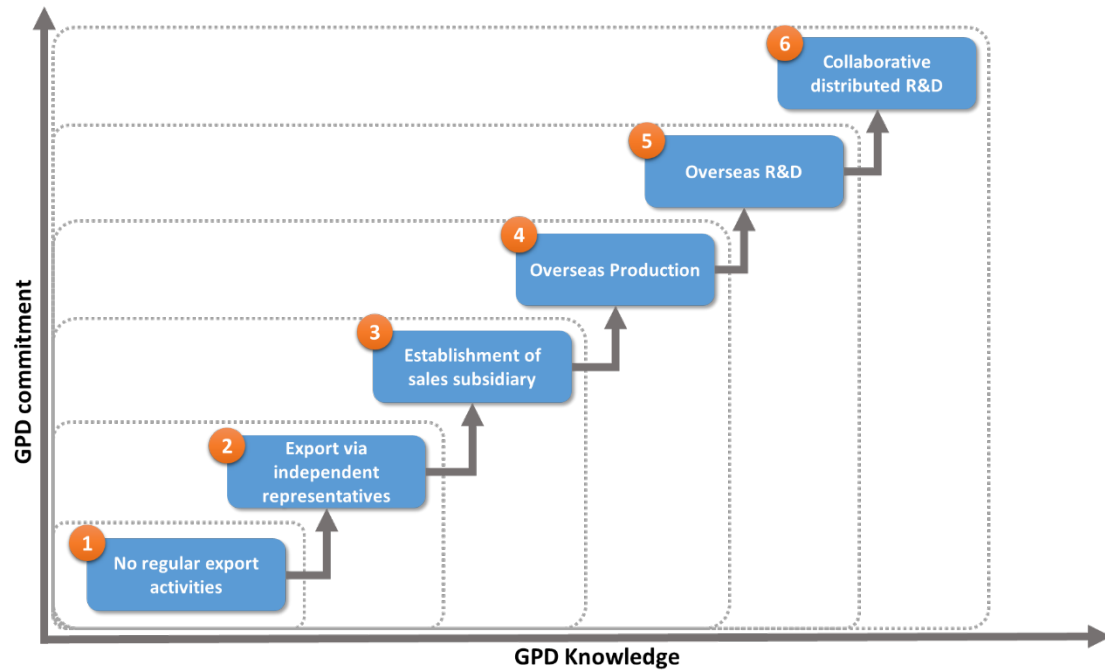 6
Collaborative
distributed R&D
5
Overseas R&D
4
Overseas Production
3
Establishment of
sales subsidiary
2
Export via
independent
representatives
1
No regular export
activities
GPD commitment
GPD Knowledge